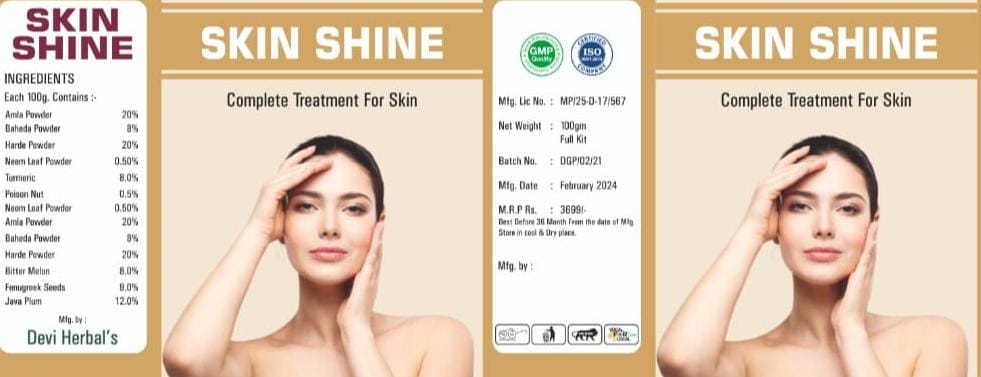 SKIN
SHINE
INGREDIENTS
Each 100g. Contains :-
Amla Powder 20%
Baheda Powder 8%
Harde Powder 20%
Neem Leaf Powder 0.50%
Turmeric 8.0%
Poison Nut 0.5%
Neem Leaf Powder 0.50%
Amla Powder 20%
Baheda Powder 8%
Harde Powder 20%
Bitter Melon 8.0%
Fenugreek Seeds 9.0%
Java Plum 12.0%
Mfg. by :
Devi Herbal's
SKIN SHINE
Complete Treatment For Skin
GMP
Quality
CERTIFIED
ISO
COMPANY
Mfg. Lic No. : MP/25-D-17/567
Net Weight : 100gm
Full Kit
Batch No. : DGP/02/21
Mfg. Date : February 2024
M.R.P Rs. : 3699/-
Best Before 36 Month From the date of Mfg.
Store in cool & Dry place.
Mfg. by :
SKIN SHINE
Complete Treatment For Skin